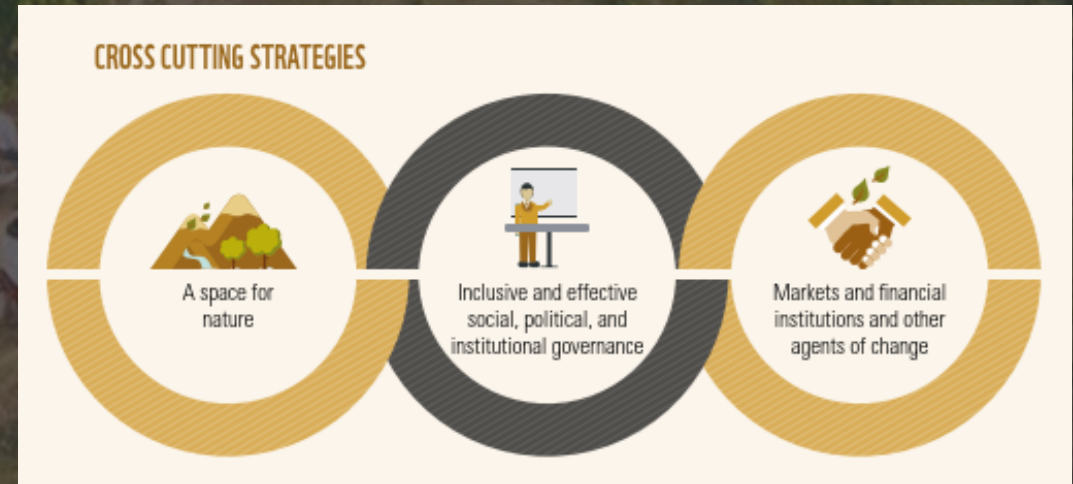 CROSS CUTTING STRATEGIES
A space for
nature
Inclusive and effective
social, political, and
institutional governance
Markets and financial
institutions and other
agents of change